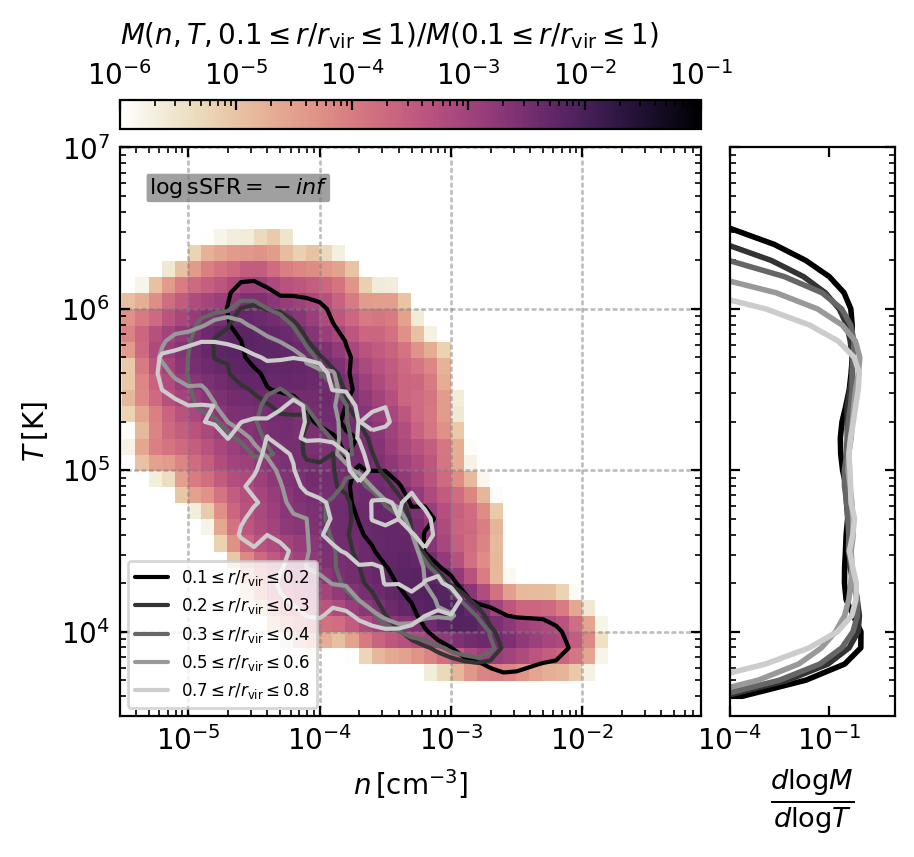 M(n, T, 0.1 ≤ r/r_vir ≤ 1)/M(0.1 ≤ r/r_vir ≤ 1)
10^−6 10^−5 10^−4 10^−3 10^−2 10^−1
10^7
log sSFR = −inf
10^6
10^5
10^4
T [K]
0.1 ≤ r/r_vir ≤ 0.2
0.2 ≤ r/r_vir ≤ 0.3
0.3 ≤ r/r_vir ≤ 0.4
0.5 ≤ r/r_vir ≤ 0.6
0.7 ≤ r/r_vir ≤ 0.8
10^−5 10^−4 10^−3 10^−2 10^−4 10^−1
n [cm^−3]
dlogM
dlogT